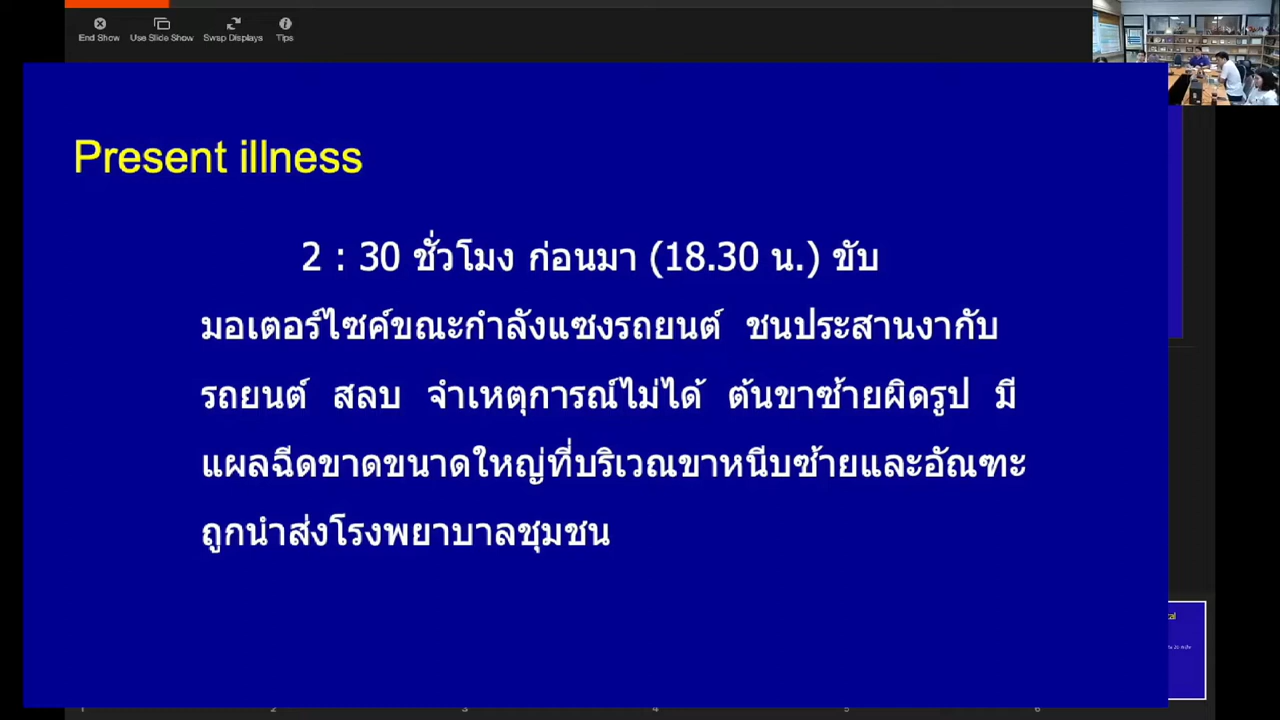 End Show
Use Slide Show
Swap Displays
Tips
Present illness
2 : 30 ชั่วโมง ก่อนมา (18.30 น.) ขับ
มอเตอร์ไซค์ขณะกำลังแซงรถยนต์ ชนประสานงากับ
รถยนต์ สลบ จำเหตุการณ์ไม่ได้ ต้นขาซ้ายผิดรูป มี
แผลฉีดขาดขนาดใหญ่ที่บริเวณขาหนีบซ้ายและอัณฑะ
ถูกนำส่งโรงพยาบาลชุมชน